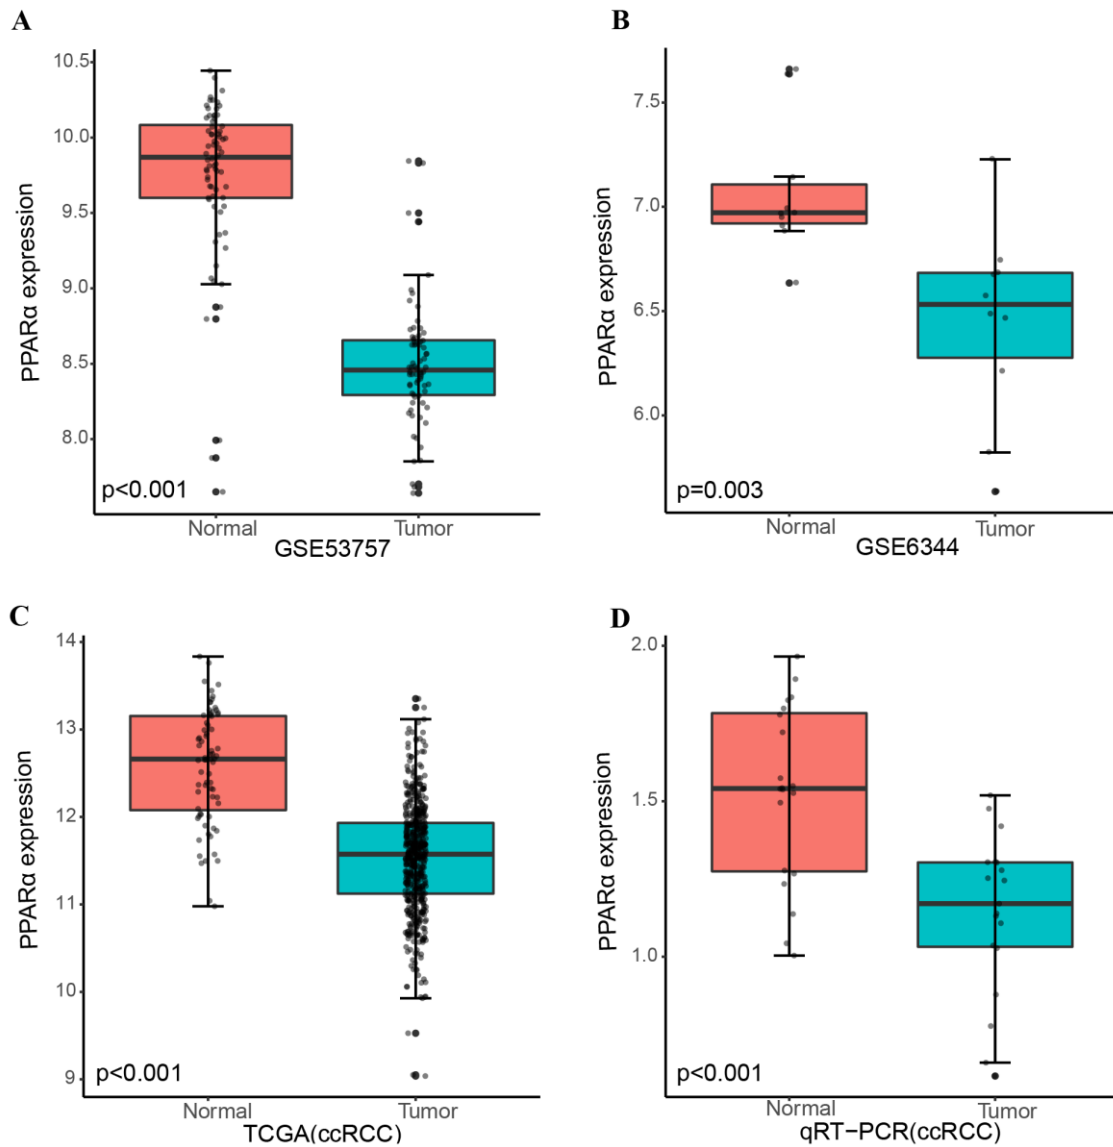 A
PPARα expression
10.5
10.0
9.5
9.0
8.5
8.0
p<0.001
Normal Tumor
GSE53757
B
PPARα expression
7.5
7.0
6.5
6.0
p=0.003
Normal Tumor
GSE6344
C
PPARα expression
14
13
12
11
10
9
p<0.001
Normal Tumor
TCGA(ccRCC)
D
PPARα expression
2.0
1.5
1.0
p<0.001
Normal Tumor
qRT−PCR(ccRCC)